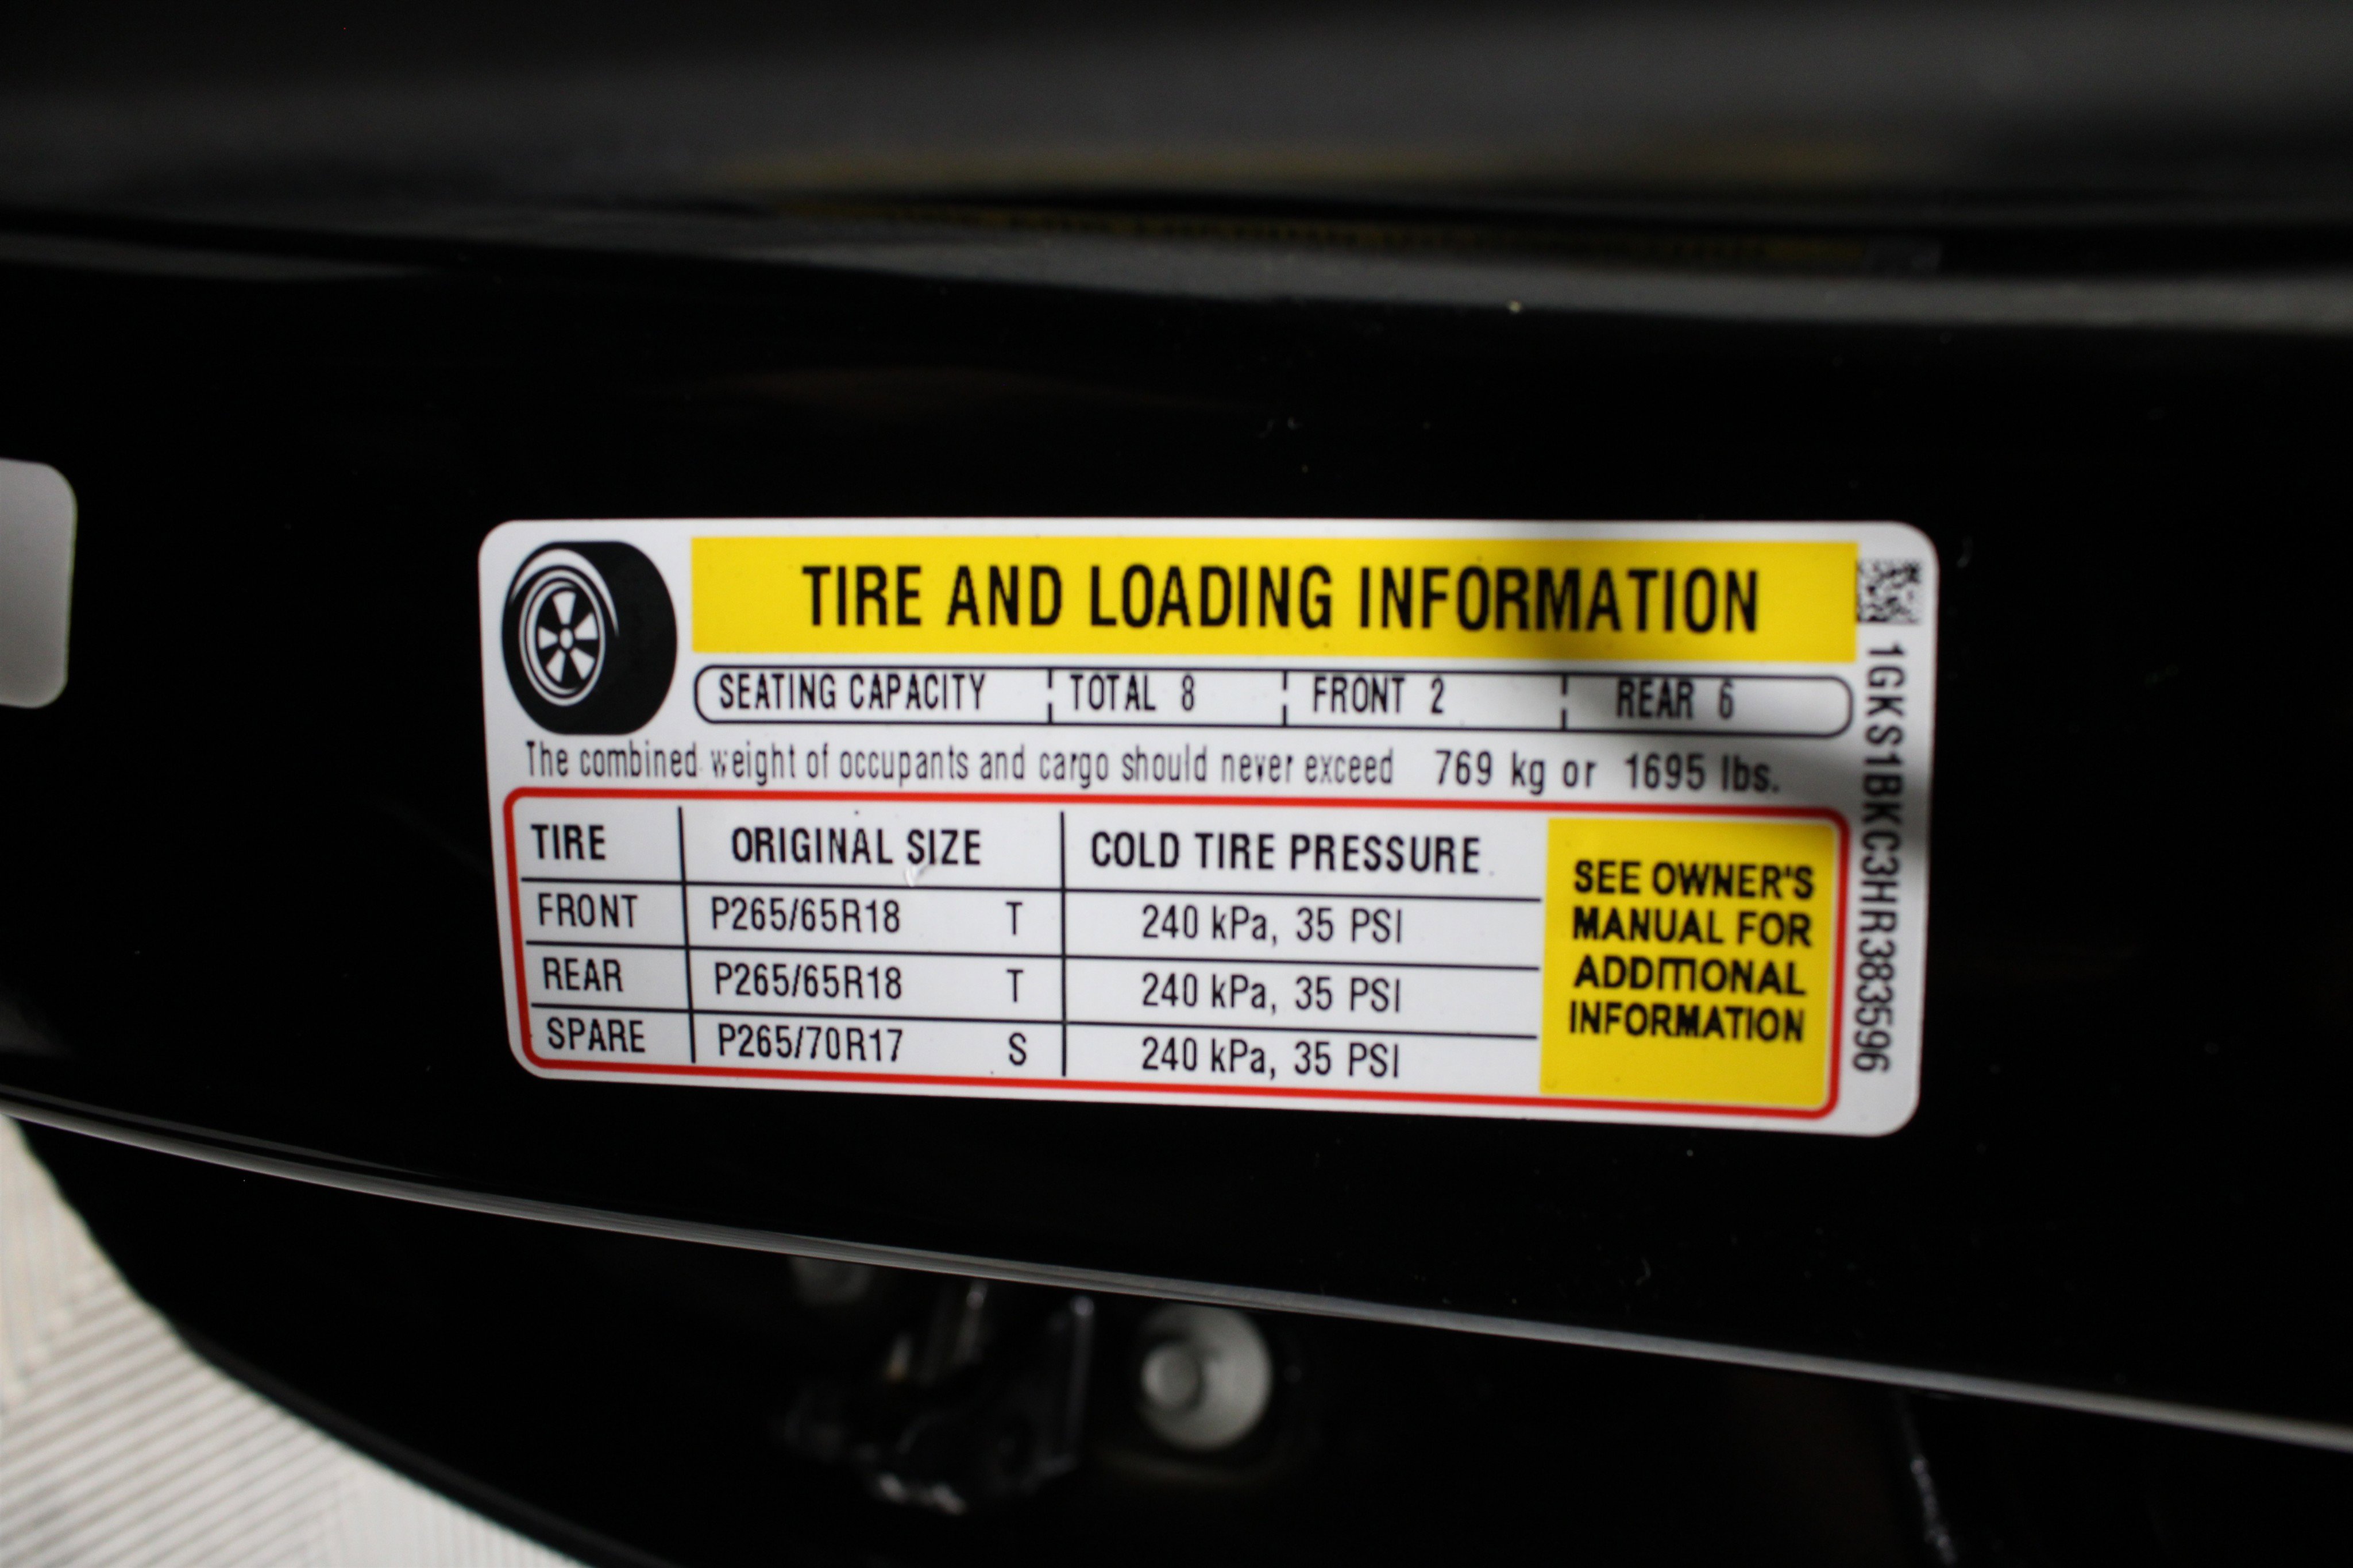 TIRE AND LOADING INFORMATION
SEATING CAPACITY TOTAL 8 FRONT 2 REAR 6
The combined weight of occupants and cargo should never exceed 769 kg or 1695 lbs.
TIRE ORIGINAL SIZE COLD TIRE PRESSURE
FRONT P265/65R18 T 240 kPa, 35 PSI
REAR P265/65R18 T 240 kPa, 35 PSI
SPARE P265/70R17 S 240 kPa, 35 PSI
SEE OWNER'S
MANUAL FOR
ADDITIONAL
INFORMATION
1GKS1BKC3HR383596